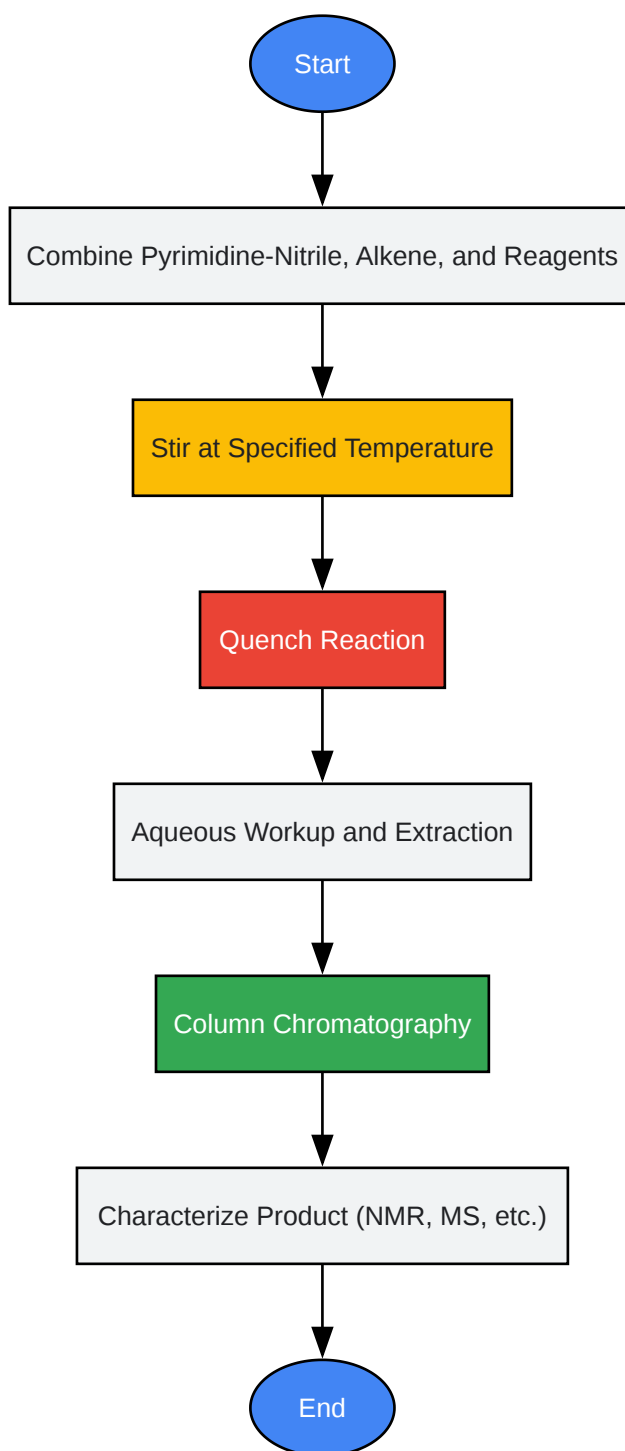 Start
Combine Pyrimidine-Nitrile, Alkene, and Reagents
Stir at Specified Temperature
Quench Reaction
Aqueous Workup and Extraction
Column Chromatography
Characterize Product (NMR, MS, etc.)
End